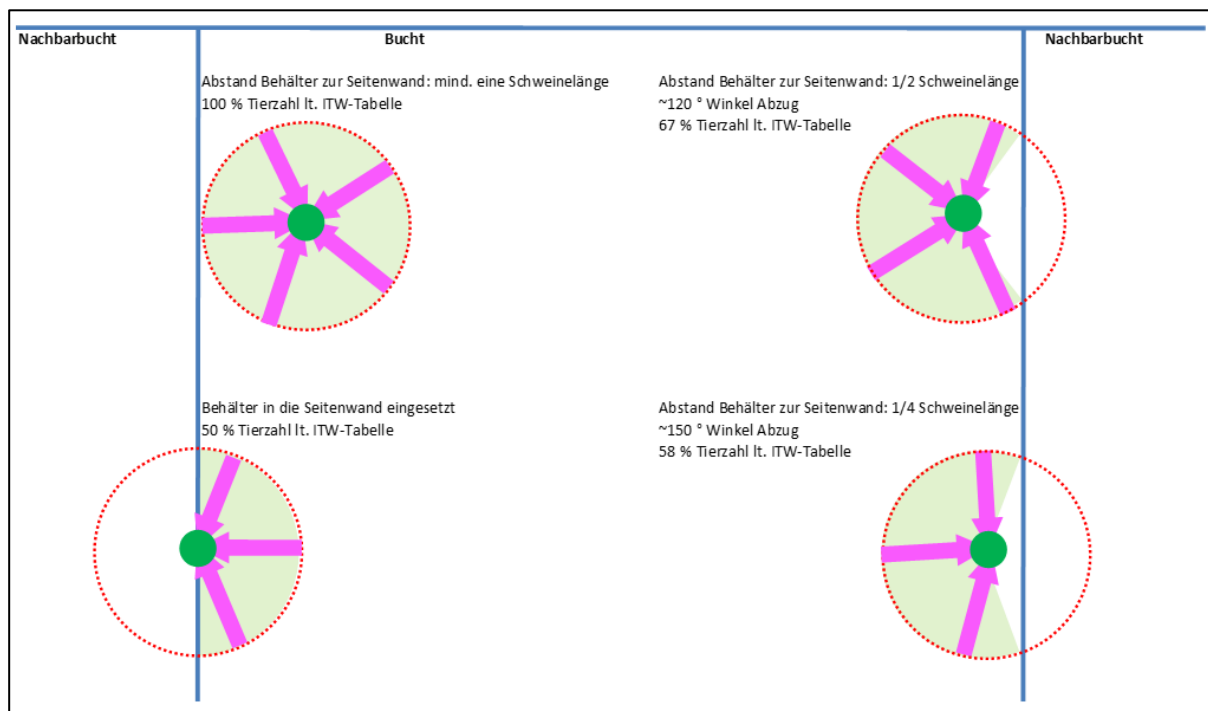 Nachbarbucht
Bucht
Nachbarbucht
Abstand Behälter zur Seitenwand: mind. eine Schweinelänge
100 % Tierzahl lt. ITW-Tabelle
Abstand Behälter zur Seitenwand: 1/2 Schweinelänge
~120 ° Winkel Abzug
67 % Tierzahl lt. ITW-Tabelle
Behälter in die Seitenwand eingesetzt
50 % Tierzahl lt. ITW-Tabelle
Abstand Behälter zur Seitenwand: 1/4 Schweinelänge
~150 ° Winkel Abzug
58 % Tierzahl lt. ITW-Tabelle